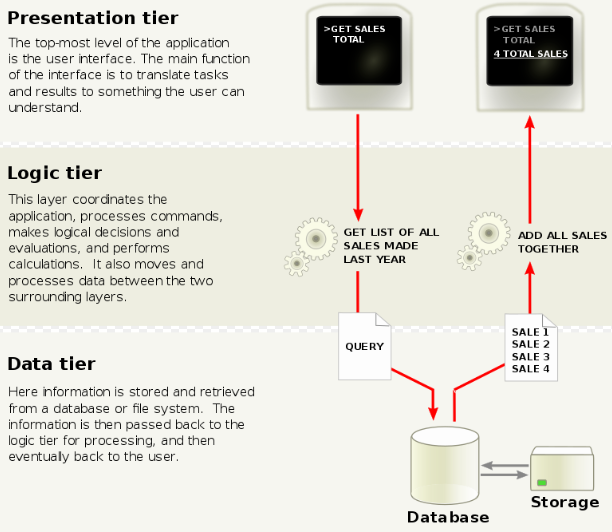 Presentation tier
The top-most level of the application
is the user interface. The main function
of the interface is to translate tasks
and results to something the user can
understand.
>GET SALES
TOTAL
>GET SALES
TOTAL
4 TOTAL SALES
Logic tier
This layer coordinates the
application, processes commands,
makes logical decisions and
evaluations, and performs
calculations. It also moves and
processes data between the two
surrounding layers.
GET LIST OF ALL
SALES MADE
LAST YEAR
ADD ALL SALES
TOGETHER
Data tier
Here information is stored and retrieved
from a database or file system. The
information is then passed back to the
logic tier for processing, and then
eventually back to the user.
QUERY
SALE 1
SALE 2
SALE 3
SALE 4
Database
Storage